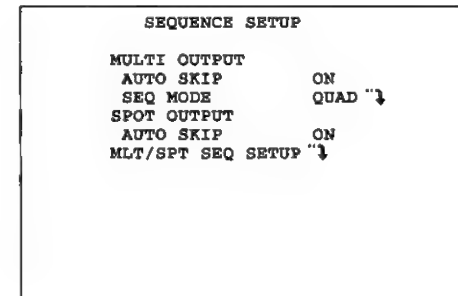 SEQUENCE SETUP
MULTI OUTPUT
AUTO SKIP ON
SEQ MODE QUAD
SPOT OUTPUT
AUTO SKIP ON
MLT/SPT SEQ SETUP